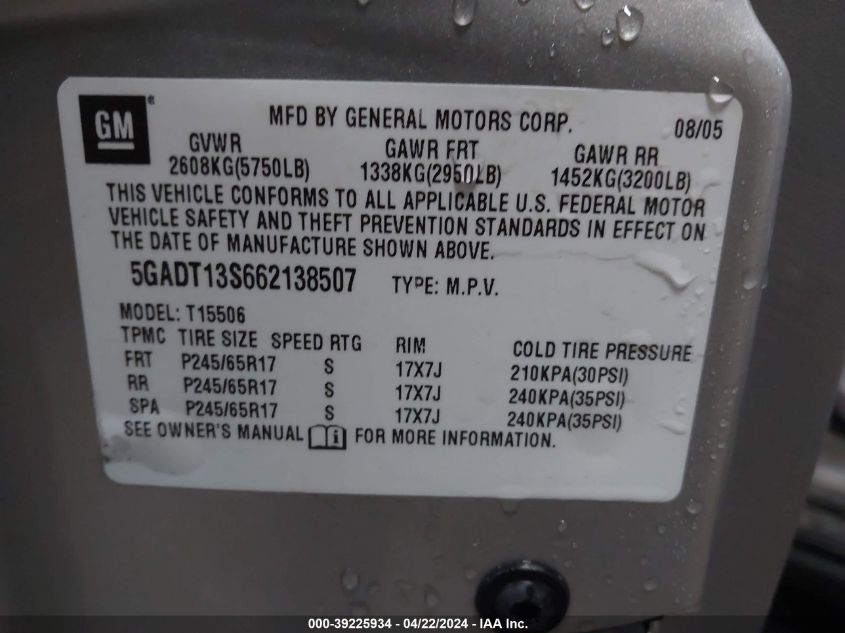 GM ®
MFD BY GENERAL MOTORS CORP. 08/05
GVWR GAWR FRT GAWR RR
2608KG(5750LB) 1338KG(2950LB) 1452KG(3200LB)
THIS VEHICLE CONFORMS TO ALL APPLICABLE U.S. FEDERAL MOTOR
VEHICLE SAFETY AND THEFT PREVENTION STANDARDS IN EFFECT ON
THE DATE OF MANUFACTURE SHOWN ABOVE.
5GADT13S662138507 TYPE: M.P.V.
MODEL: T15506
TPMC TIRE SIZE SPEED RTG RIM COLD TIRE PRESSURE
FRT P245/65R17 S 17X7J 210KPA(30PSI)
RR P245/65R17 S 17X7J 240KPA(35PSI)
SPA P245/65R17 S 17X7J 240KPA(35PSI)
SEE OWNER'S MANUAL i FOR MORE INFORMATION.
000-39225934 - 04/22/2024 - IAA Inc.